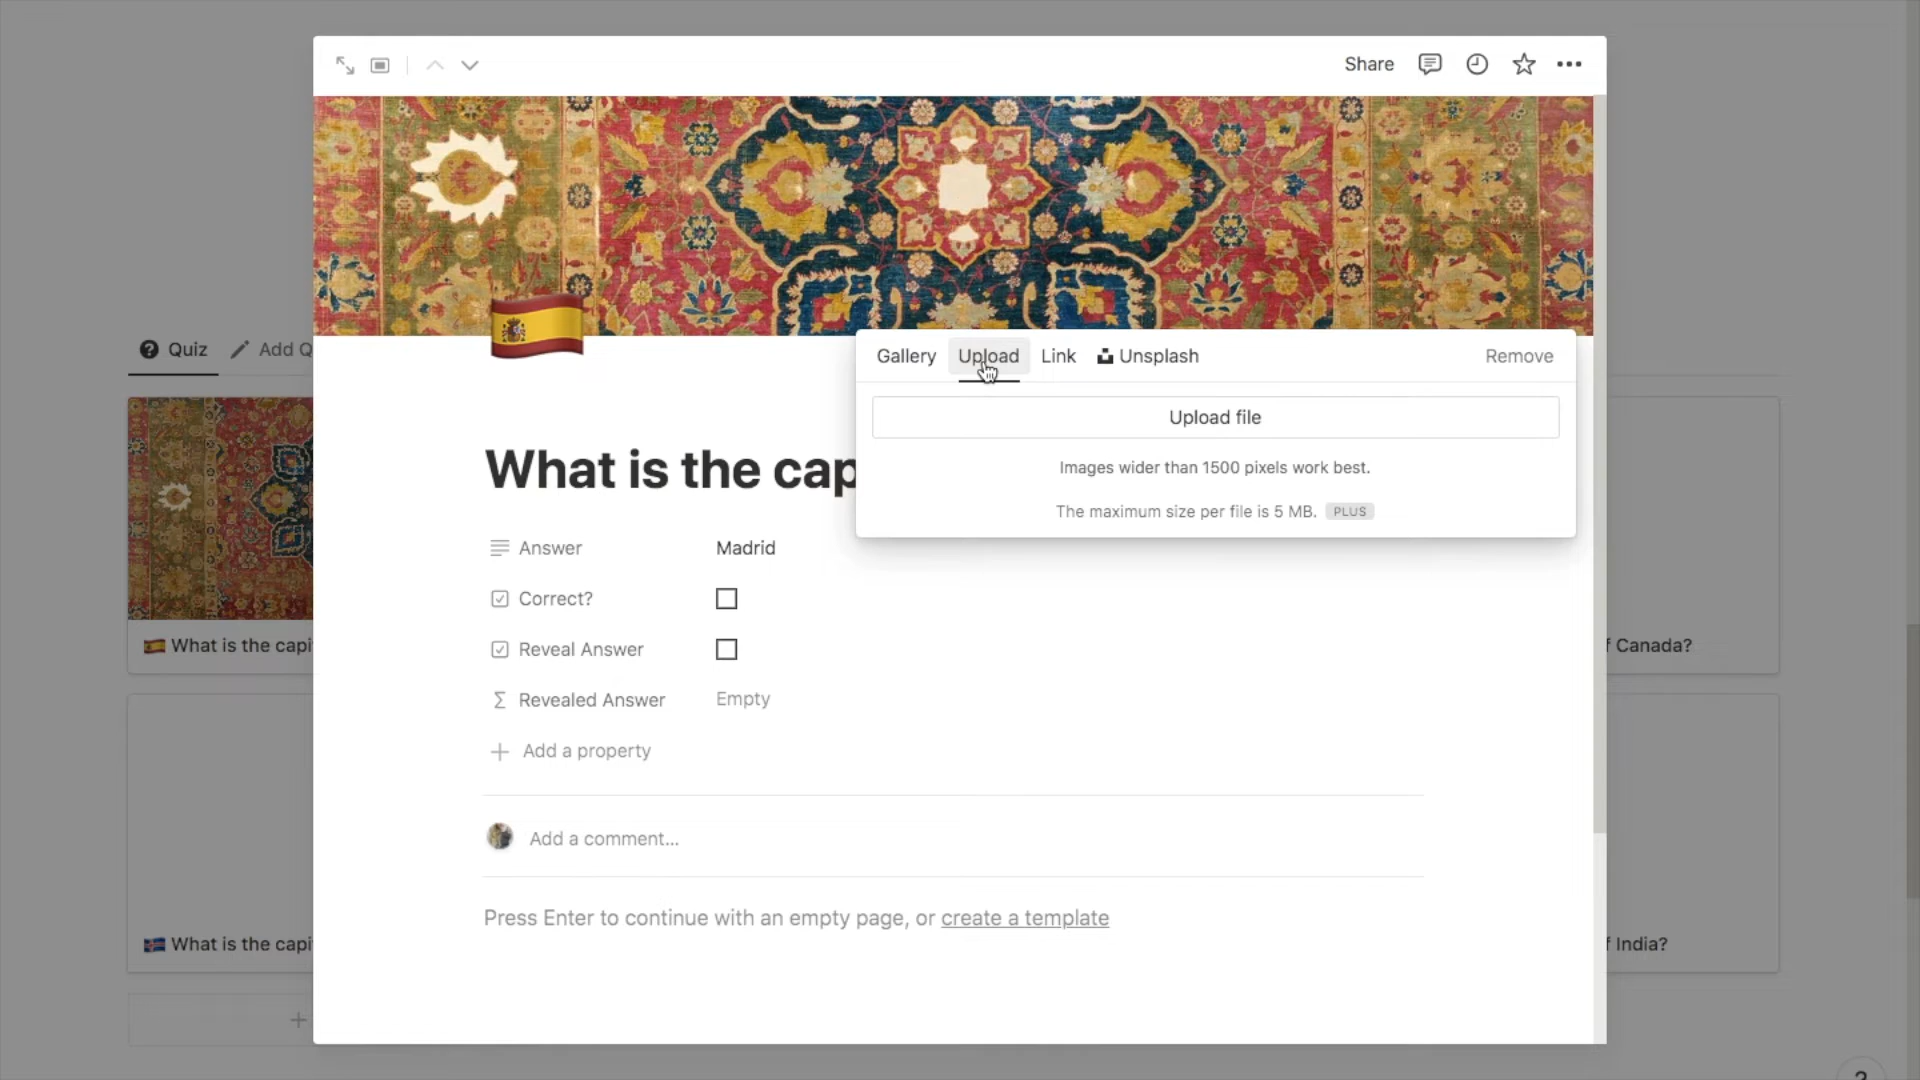 Share
Quiz
Add Q
Gallery Upload Link Unsplash Remove
Upload file
Images wider than 1500 pixels work best.
The maximum size per file is 5 MB. PLUS
What is the cap
Answer Madrid
Correct?
Reveal Answer
Revealed Answer Empty
Add a property
Add a comment...
Press Enter to continue with an empty page, or create a template
What is the capi
f Canada?
What is the capi
f India?